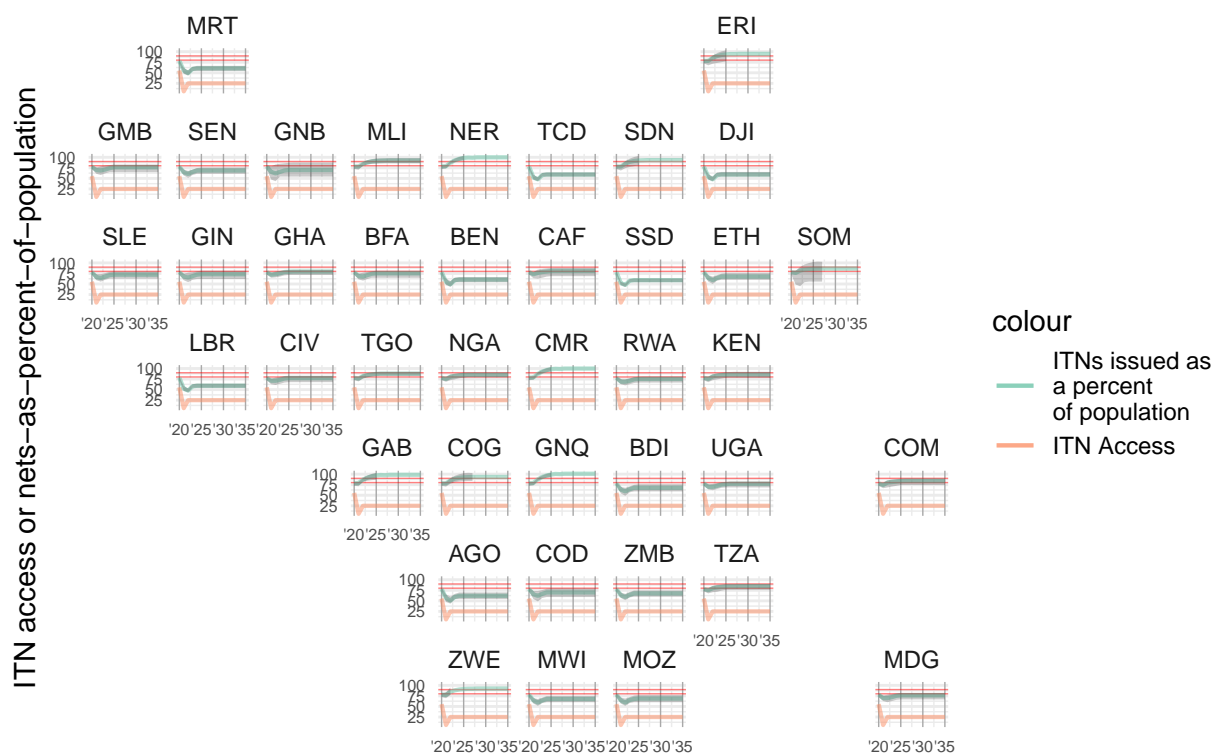 MRT ERI
100
75
50
25
GMB SEN GNB MLI NER TCD SDN DJI
100
75
50
25
SLE GIN GHA BFA BEN CAF SSD ETH SOM
100
75
50
25
'20'25'30'35 '20'25'30'35
LBR CIV TGO NGA CMR RWA KEN
100
75
50
25
'20'25'30'35 '20'25'30'35
GAB COG GNQ BDI UGA COM
100
75
50
25
'20'25'30'35
AGO COD ZMB TZA
100
75
50
25
'20'25'30'35
ZWE MWI MOZ MDG
100
75
50
25
'20'25'30'35 '20'25'30'35 '20'25'30'35 '20'25'30'35
ITN access or nets−as−percent−of−population
colour
ITNs issued as
a percent
of population
ITN Access